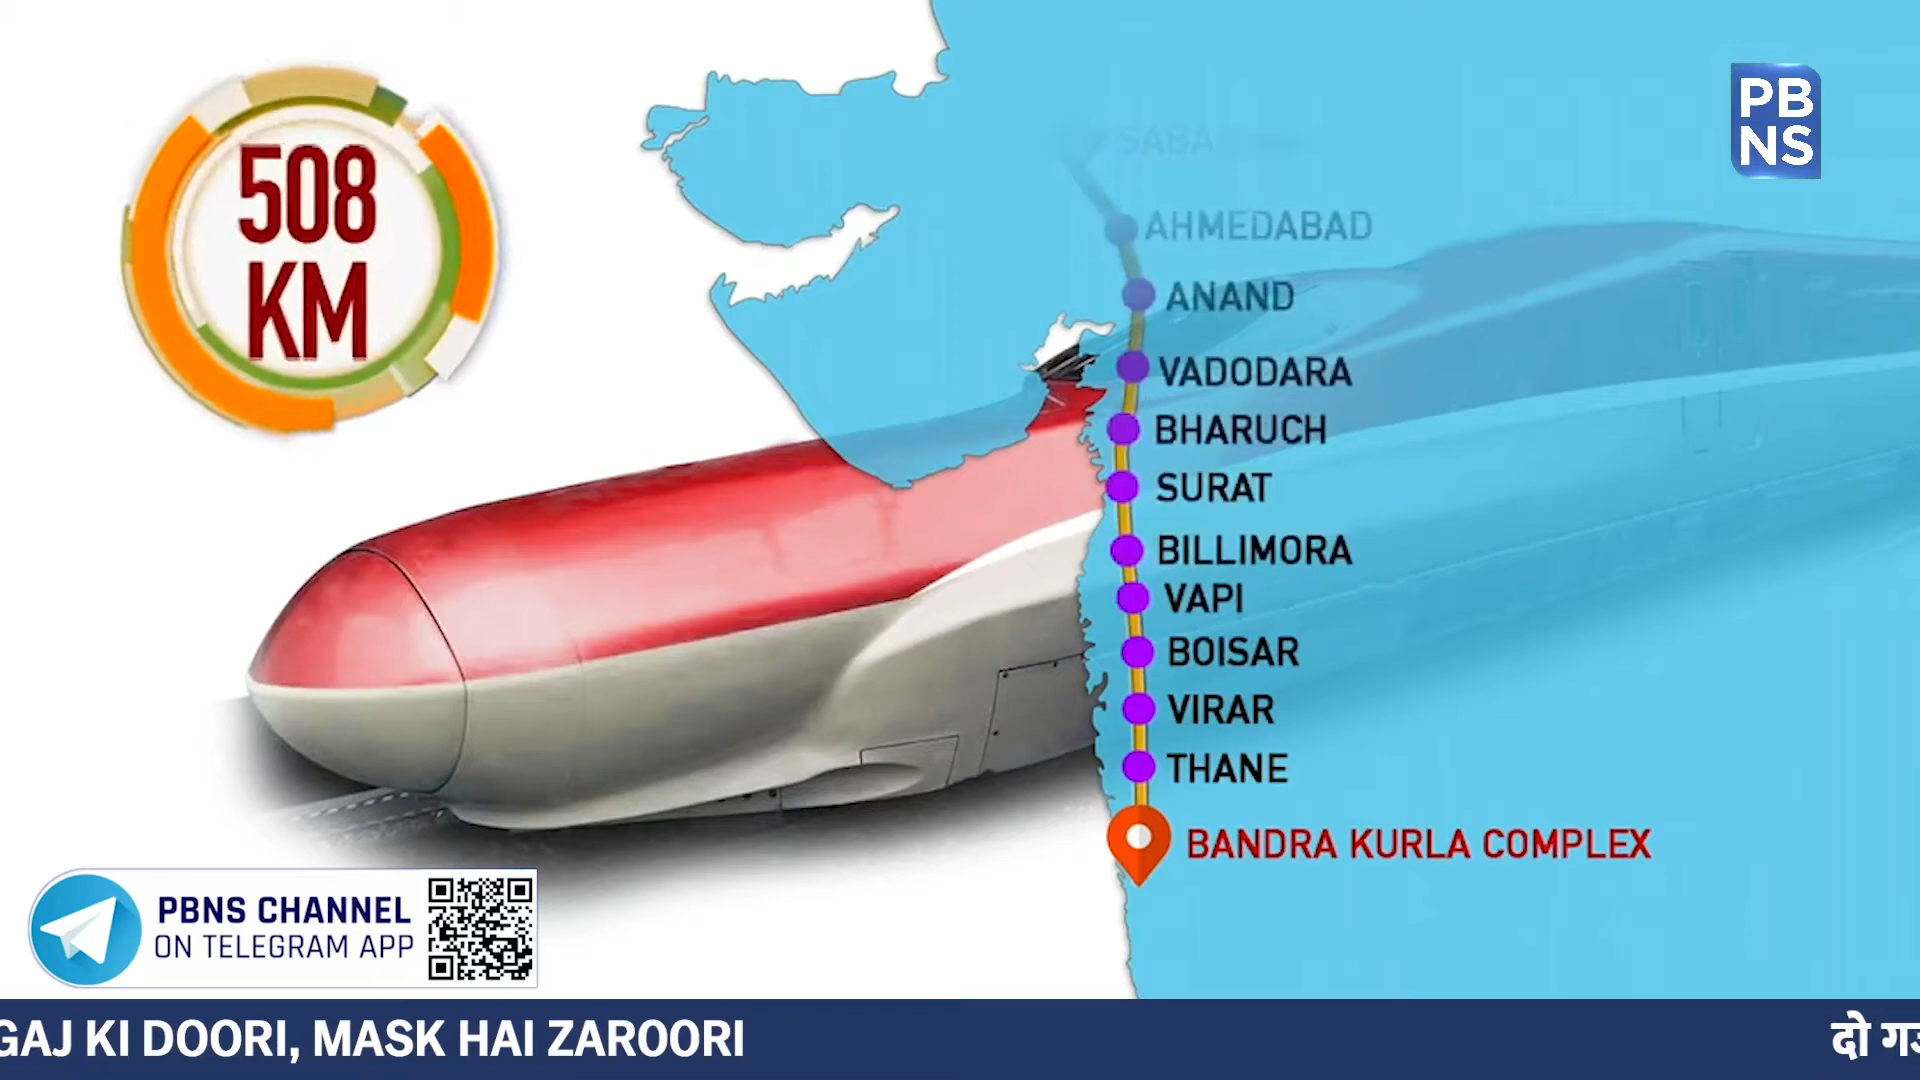 508
KM
PB
NS
SABA
AHMEDABAD
ANAND
VADODARA
BHARUCH
SURAT
BILLIMORA
VAPI
BOISAR
VIRAR
THANE
BANDRA KURLA COMPLEX
PBNS CHANNEL
ON TELEGRAM APP
GAJ KI DOORI, MASK HAI ZAROORI
दो